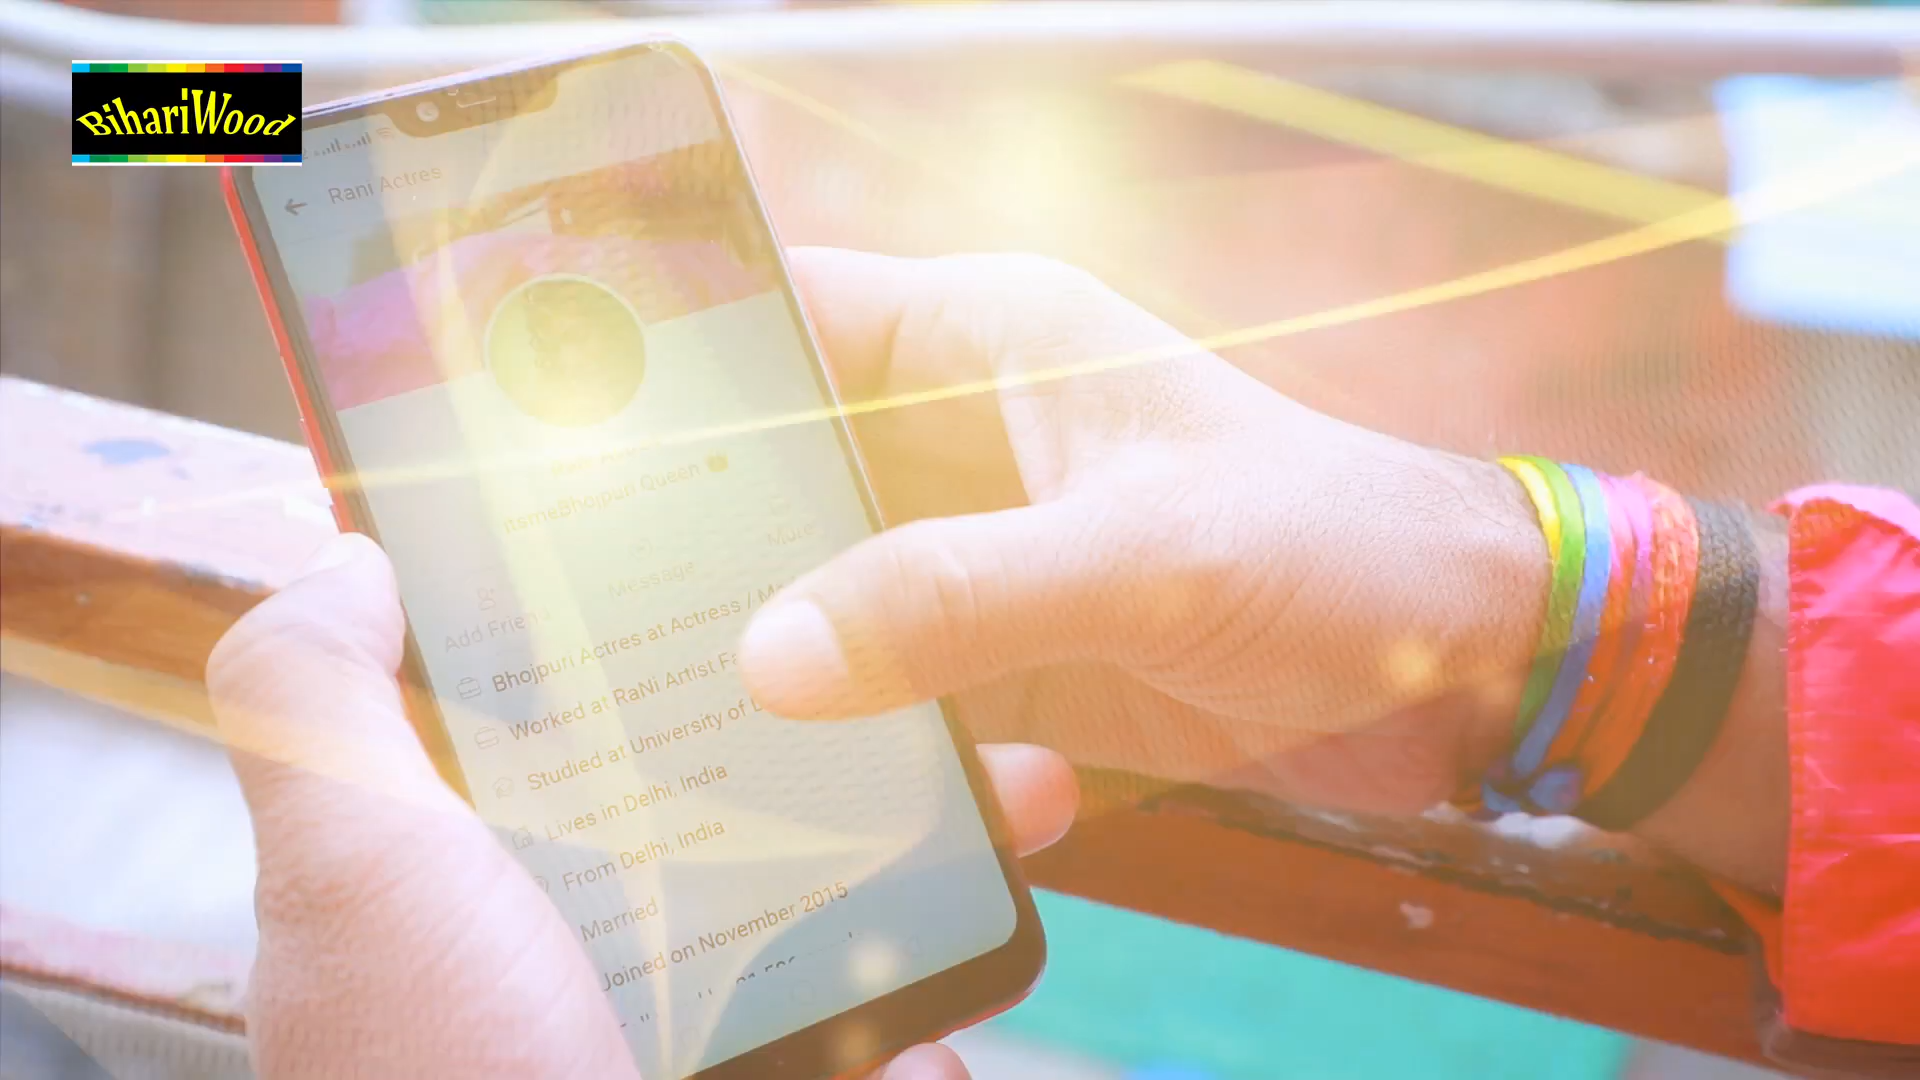 BihariWood
Rani Actres
itsmeBhojpuri Queen
More
Message
Add Friend
Bhojpuri Actres at Actress /
Worked at RaNi Artist
Studied at University of
Lives in Delhi, India
From Delhi, India
Married
Joined on November 2015